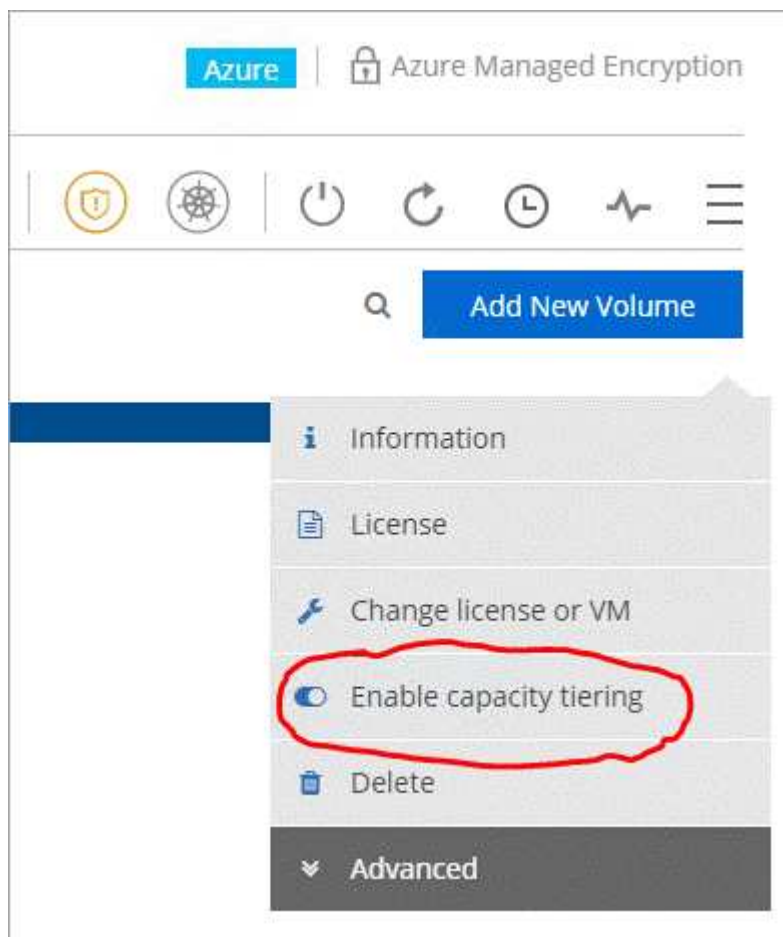 Azure Azure Managed Encryption
Add New Volume
Information
License
Change license or VM
Enable capacity tiering
Delete
Advanced